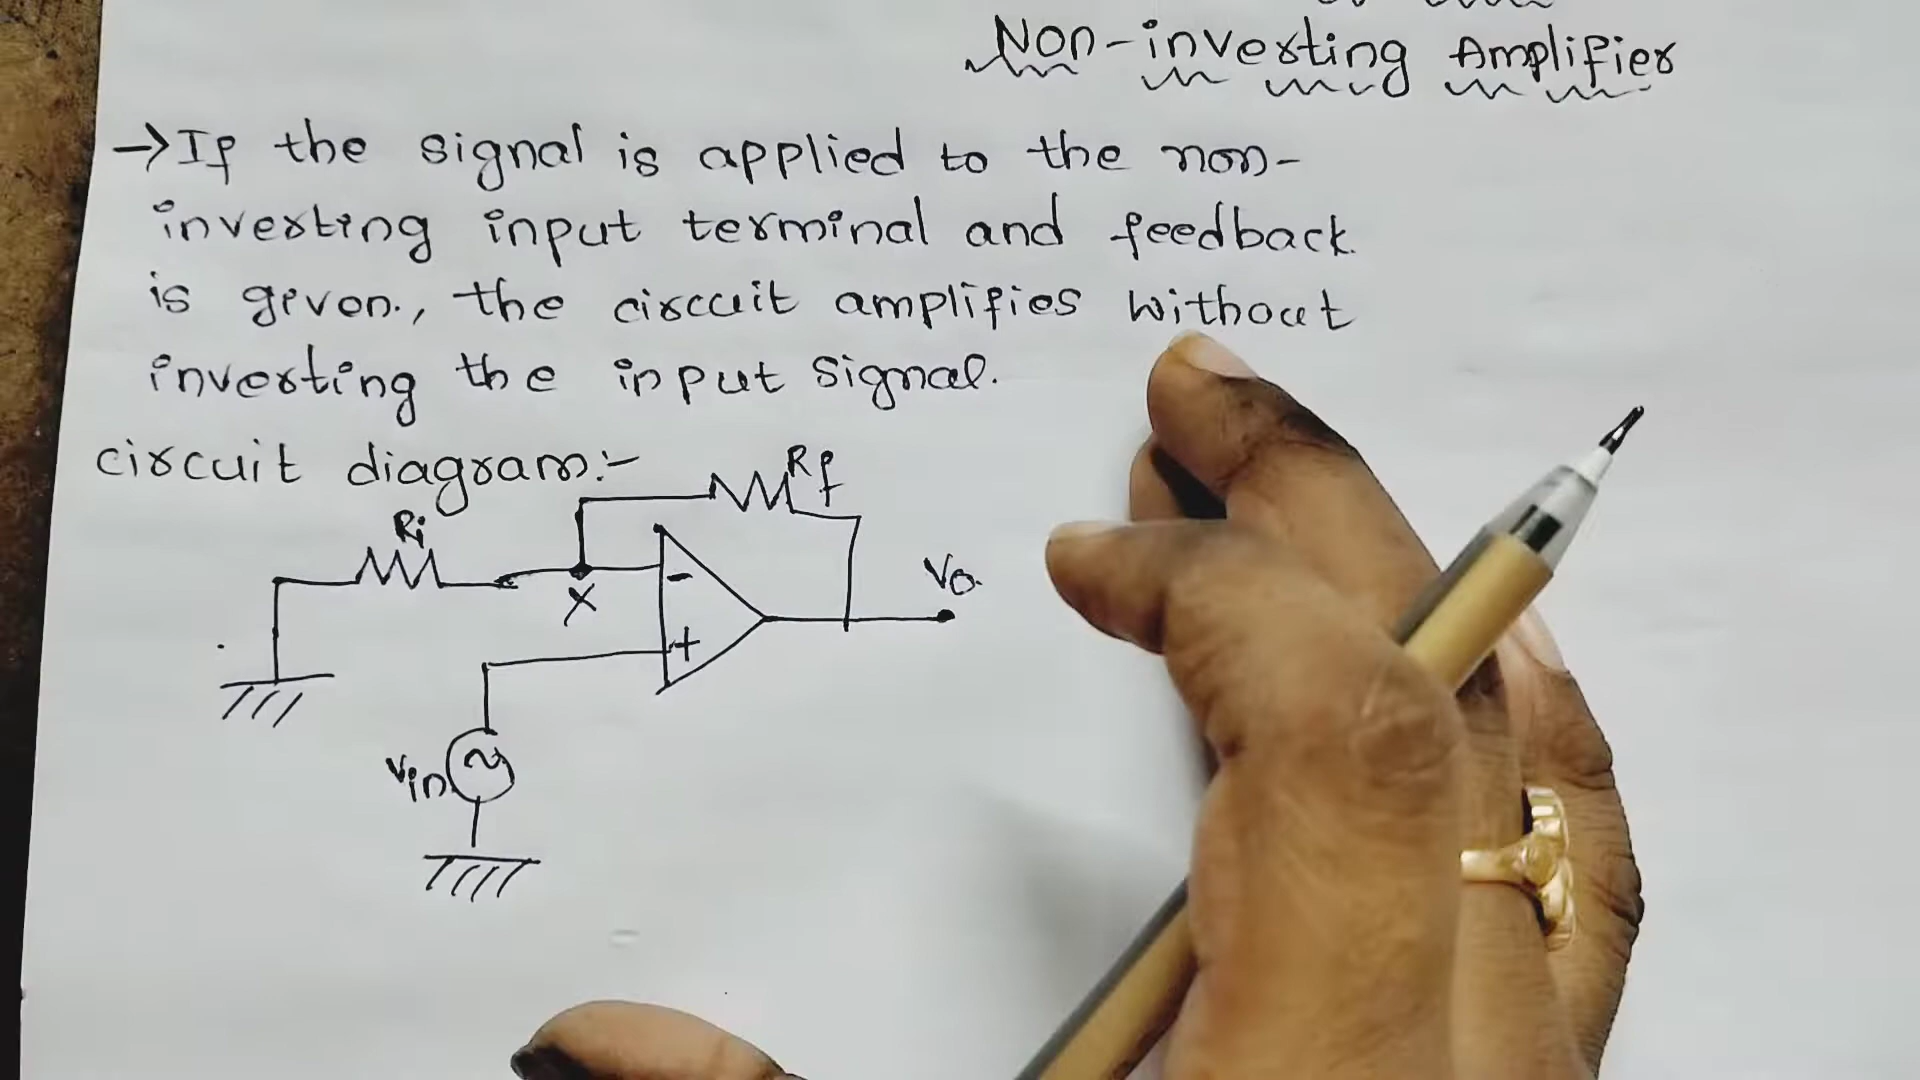 Non-inverting Amplifier
→If the signal is applied to the non-
inverting input terminal and feedback
is given., the circuit amplifies without
inverting the input signal.
circuit diagram:-
Rf
Ri
Vo.
X
-
+
Vin